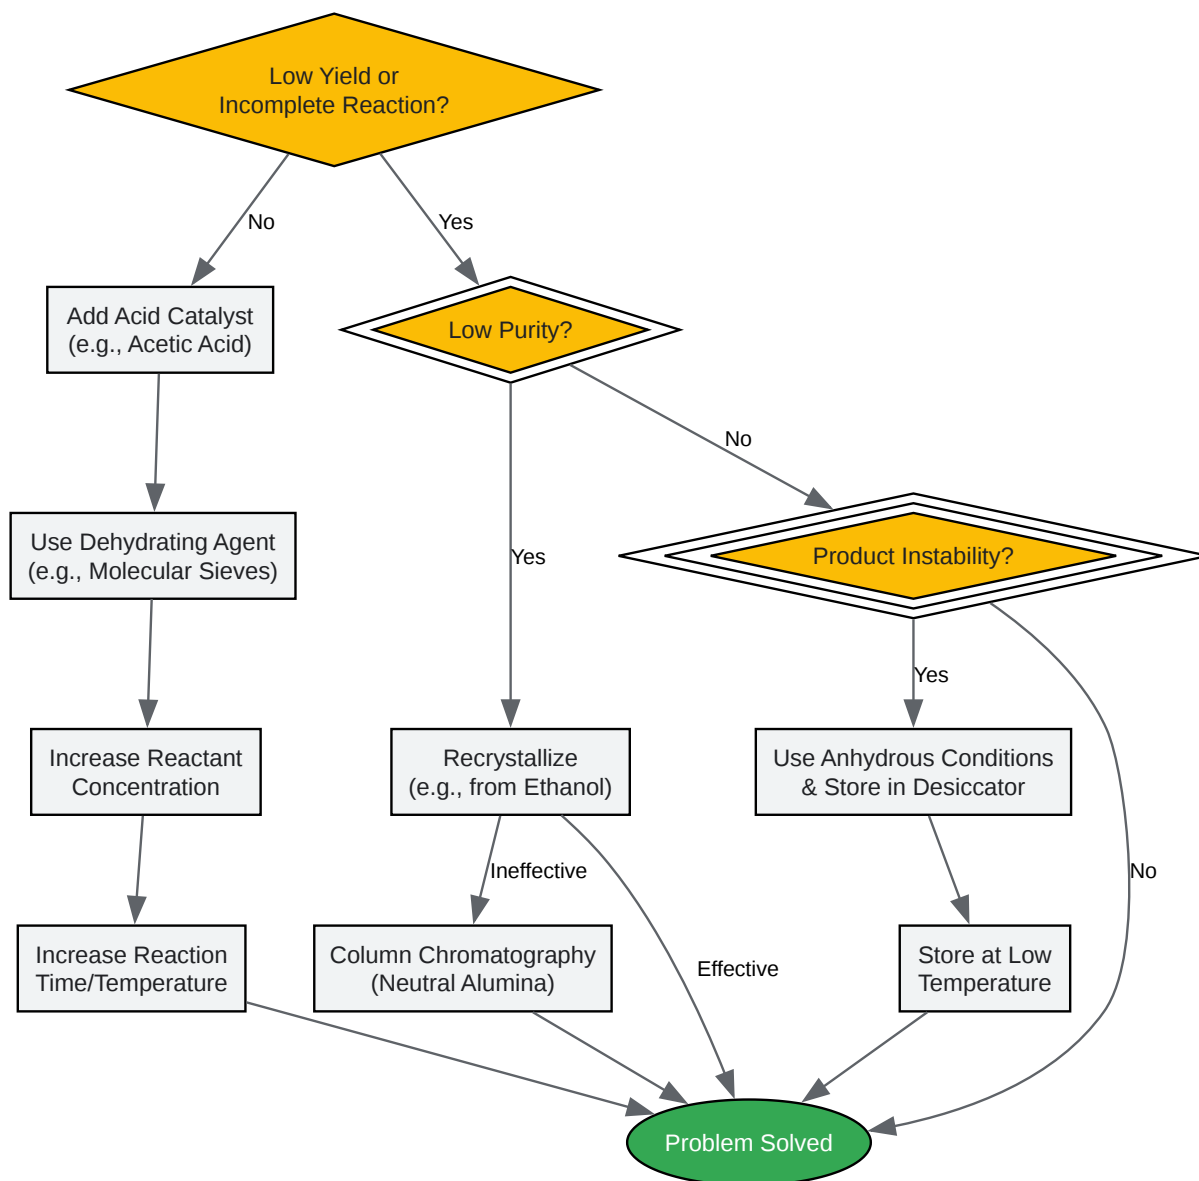 Low Yield or
Incomplete Reaction?
No
Yes
Add Acid Catalyst
(e.g., Acetic Acid)
Low Purity?
No
Use Dehydrating Agent
(e.g., Molecular Sieves)
Yes
Product Instability?
Yes
Increase Reactant
Concentration
Recrystallize
(e.g., from Ethanol)
Use Anhydrous Conditions
& Store in Desiccator
Ineffective
No
Increase Reaction
Time/Temperature
Column Chromatography
(Neutral Alumina)
Effective
Store at Low
Temperature
Problem Solved